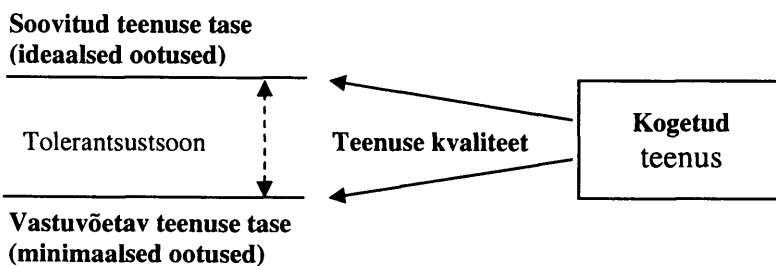 Soovitud teenuse tase
(ideaalsed ootused)
Tolerantsustsoon
Teenuse kvaliteet
Kogetud
teenus
Vastuvõetav teenuse tase
(minimaalsed ootused)